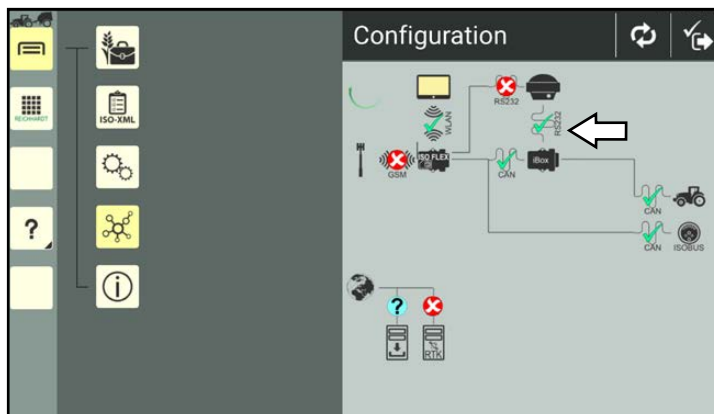 Configuration
REICHHARDT
ISO-XML
RS232
WLAN
RS232
GSM
ISO FLEX
CAN
iBox
?
CAN
CAN
ISOBUS
?
RTK